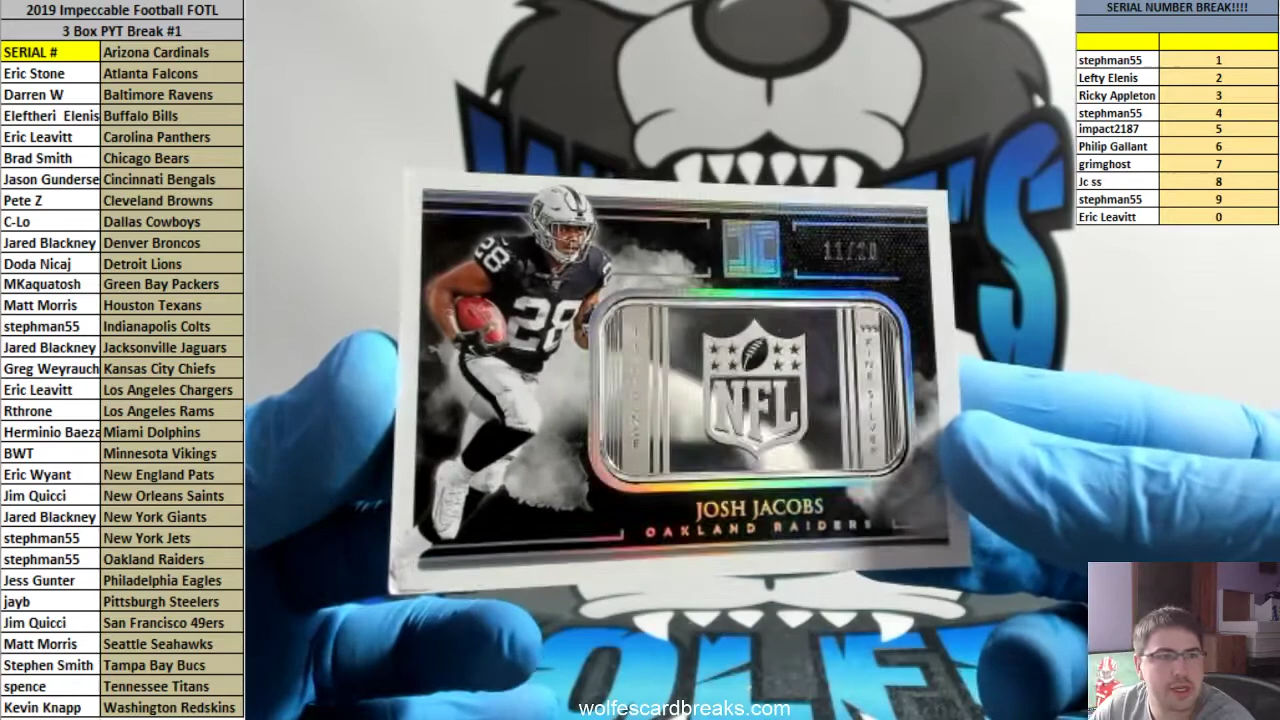 2019 Impeccable Football FOTL
3 Box PYT Break #1
SERIAL # Arizona Cardinals
Eric Stone Atlanta Falcons
Darren W Baltimore Ravens
Eleftheri Elenis Buffalo Bills
Eric Leavitt Carolina Panthers
Brad Smith Chicago Bears
Jason Gunderse Cincinnati Bengals
Pete Z Cleveland Browns
C-Lo Dallas Cowboys
Jared Blackney Denver Broncos
Doda Nicaj Detroit Lions
MKaquatosh Green Bay Packers
Matt Morris Houston Texans
stephman55 Indianapolis Colts
Jared Blackney Jacksonville Jaguars
Greg Weyrauch Kansas City Chiefs
Eric Leavitt Los Angeles Chargers
Rthrone Los Angeles Rams
Herminio Baeza Miami Dolphins
BWT Minnesota Vikings
Eric Wyant New England Pats
Jim Quicci New Orleans Saints
Jared Blackney New York Giants
stephman55 New York Jets
stephman55 Oakland Raiders
Jess Gunter Philadelphia Eagles
jayb Pittsburgh Steelers
Jim Quicci San Francisco 49ers
Matt Morris Seattle Seahawks
Stephen Smith Tampa Bay Bucs
spence Tennessee Titans
Kevin Knapp Washington Redskins
SERIAL NUMBER BREAK!!!!
stephman55 1
Lefty Elenis 2
Ricky Appleton 3
stephman55 4
impact2187 5
Philip Gallant 6
grimghost 7
Jc ss 8
stephman55 9
Eric Leavitt 0
28
28
NFL
999 FINE SILVER
JOSH JACOBS
OAKLAND RAIDERS
wolfescardbreaks.com